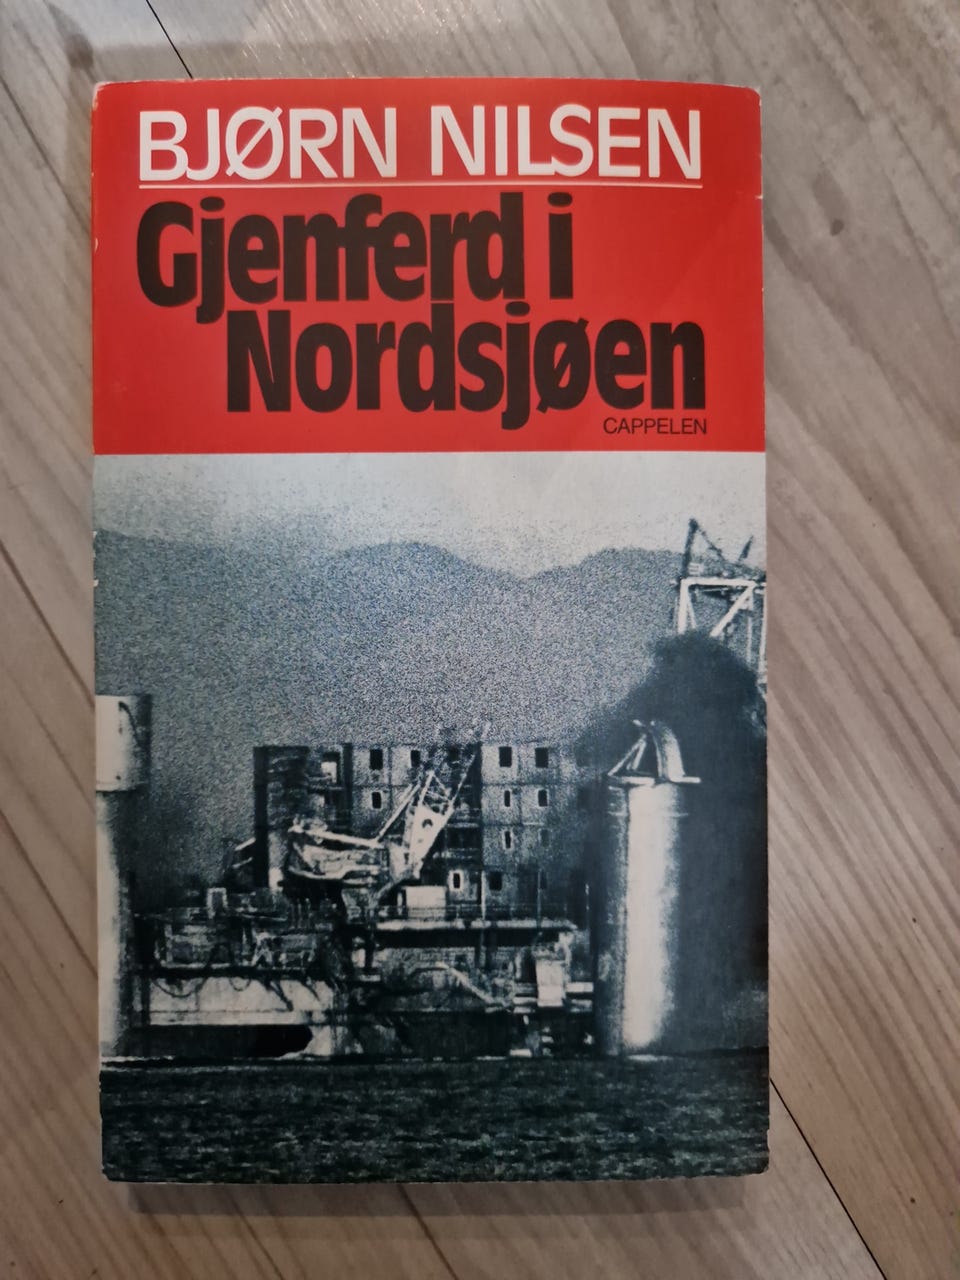 BJØRN NILSEN
Gjenferd i
Nordsjøen
CAPPELEN